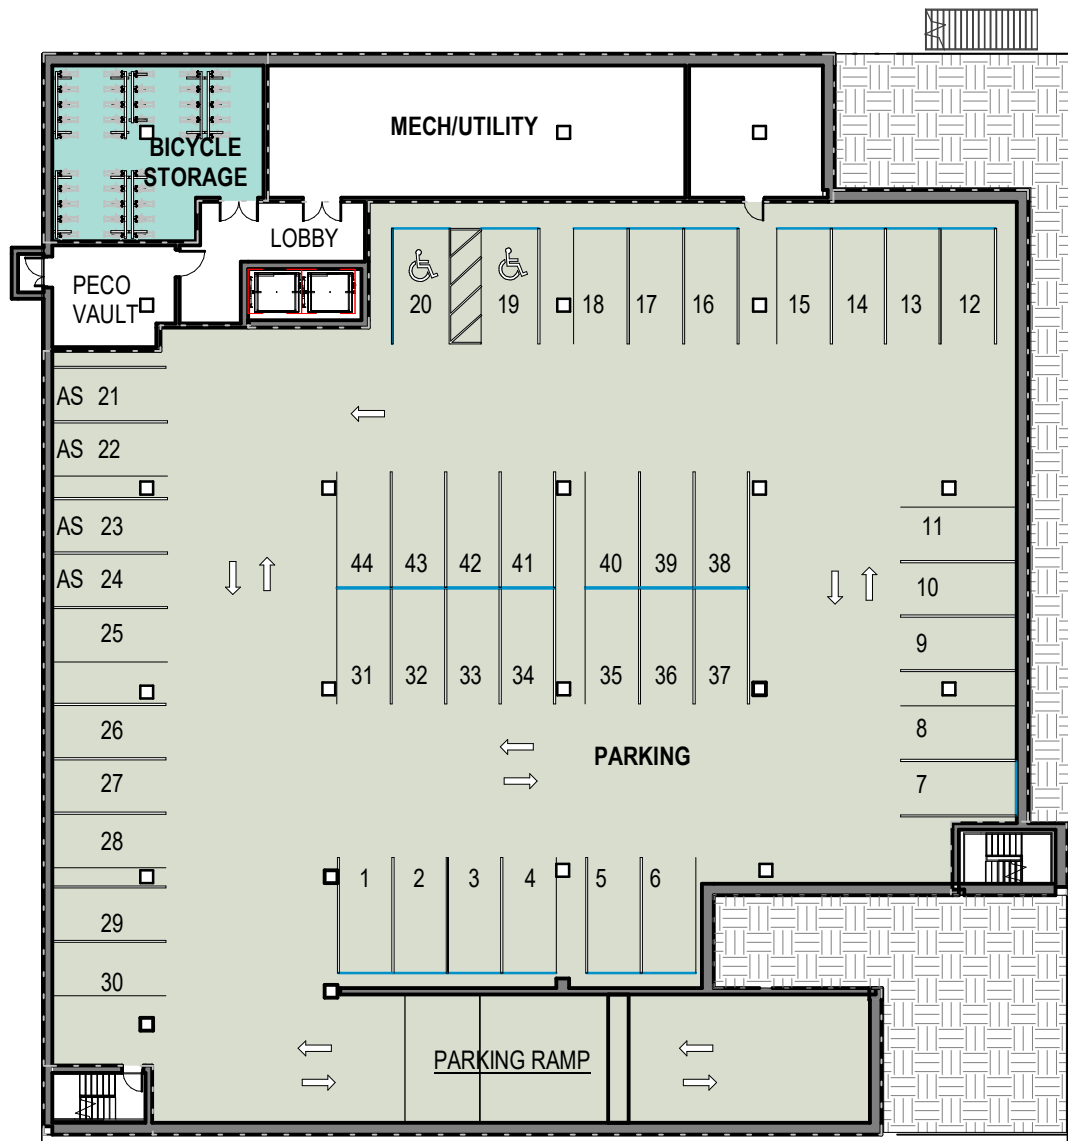 MECH/UTILITY
BICYCLE
STORAGE
LOBBY
PECO
VAULT
20 19 18 17 16 15 14 13 12
AS 21
AS 22
AS 23
AS 24
25
26
27
28
29
30
11
10
9
8
7
44 43 42 41 40 39 38
31 32 33 34 35 36 37
PARKING
1 2 3 4 5 6
PARKING RAMP